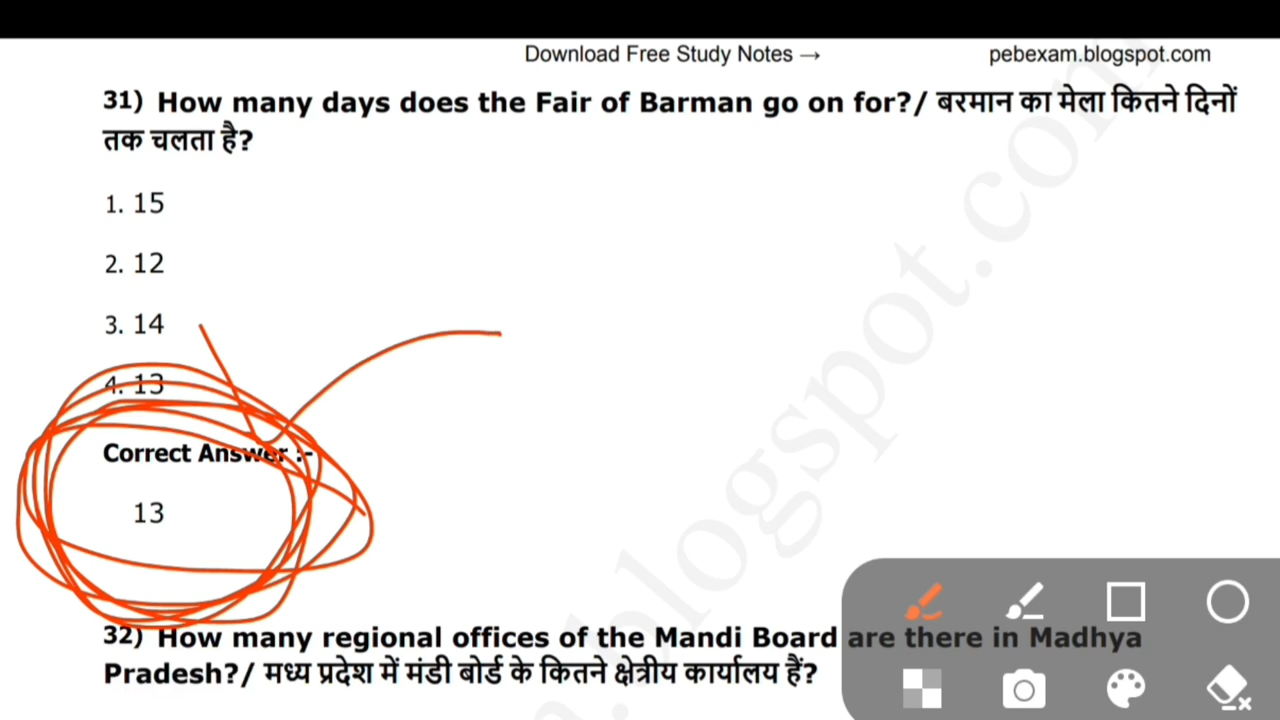 Download Free Study Notes → pebexam.blogspot.com
31) How many days does the Fair of Barman go on for?/ बरमान का मेला कितने दिनों
तक चलता है?
1. 15
2. 12
3. 14
4. 13
Correct Answer :-
13
32) How many regional offices of the Mandi Board are there in Madhya
Pradesh?/ मध्य प्रदेश में मंडी बोर्ड के कितने क्षेत्रीय कार्यालय हैं?
.blogspot.com